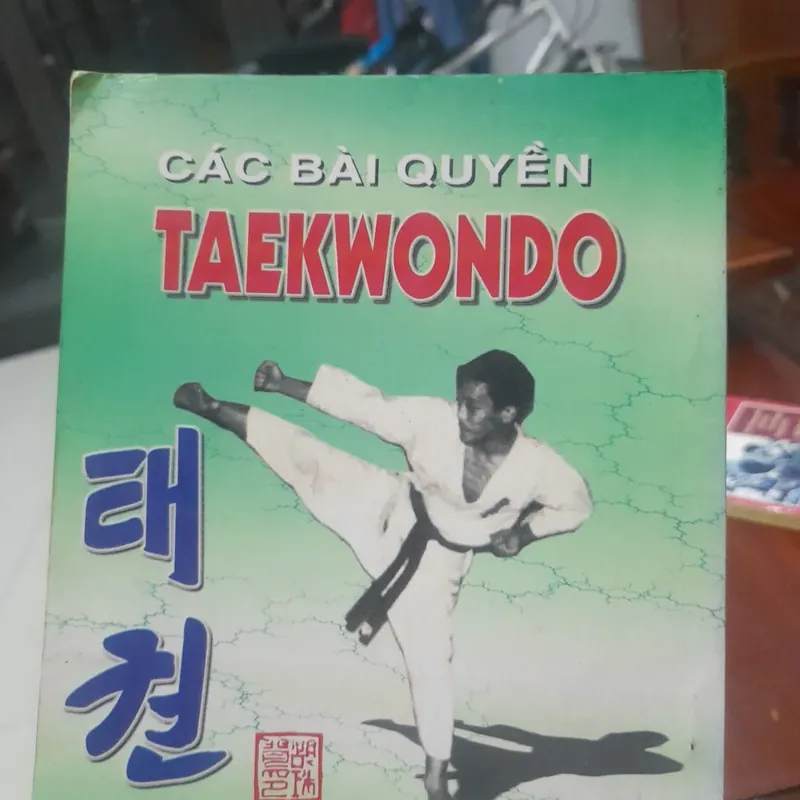 CÁC BÀI QUYỀN
TAEKWONDO
태
권